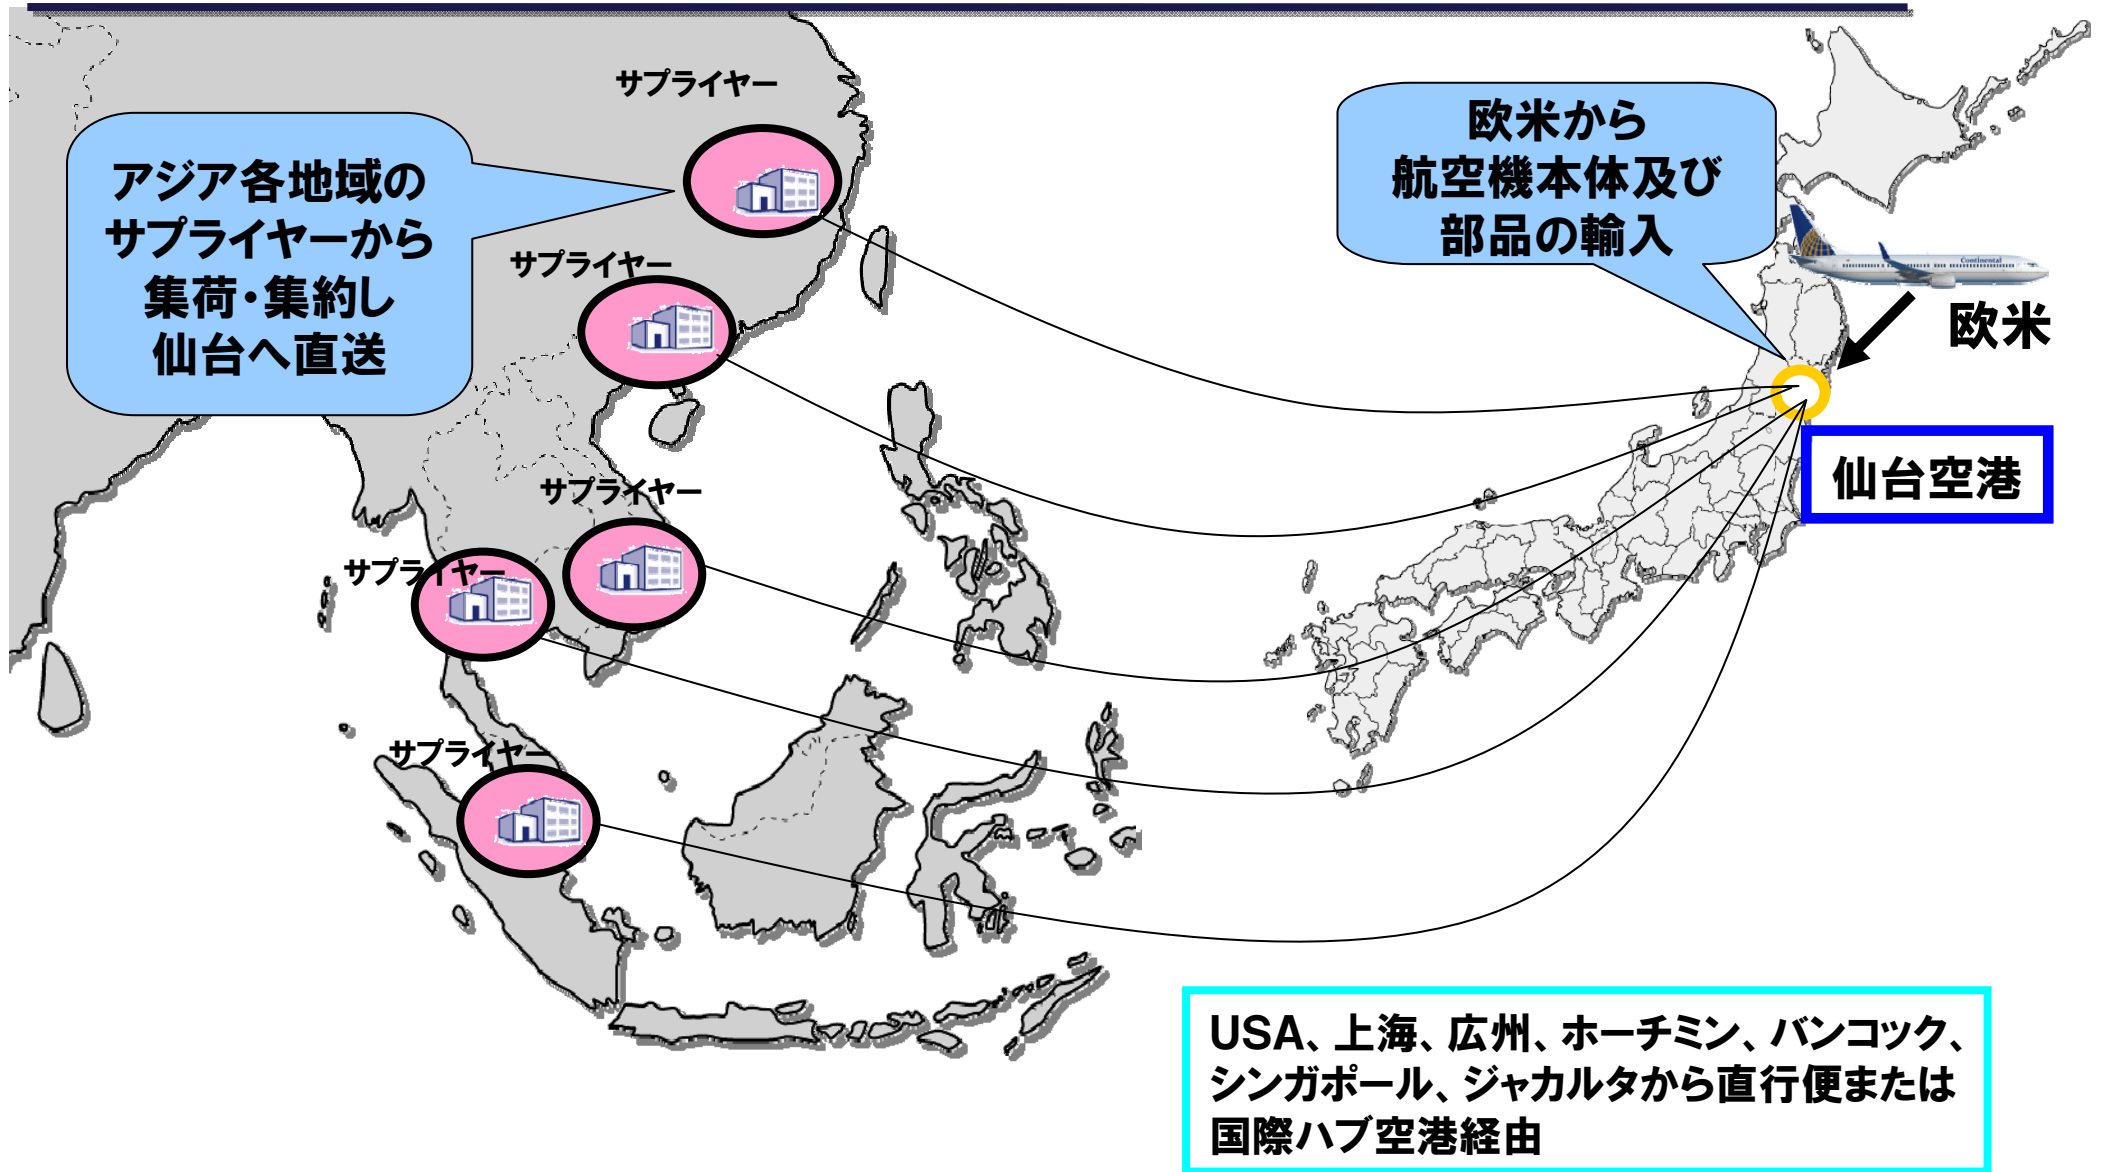 サプライヤー
アジア各地域の
サプライヤーから
集荷・集約し
仙台へ直送
欧米から
航空機本体及び
部品の輸入
サプライヤー
Continental
欧米
仙台空港
サプライヤー
サプライヤー
サプライヤー
USA、上海、広州、ホーチミン、バンコック、
シンガポール、ジャカルタから直行便または
国際ハブ空港経由